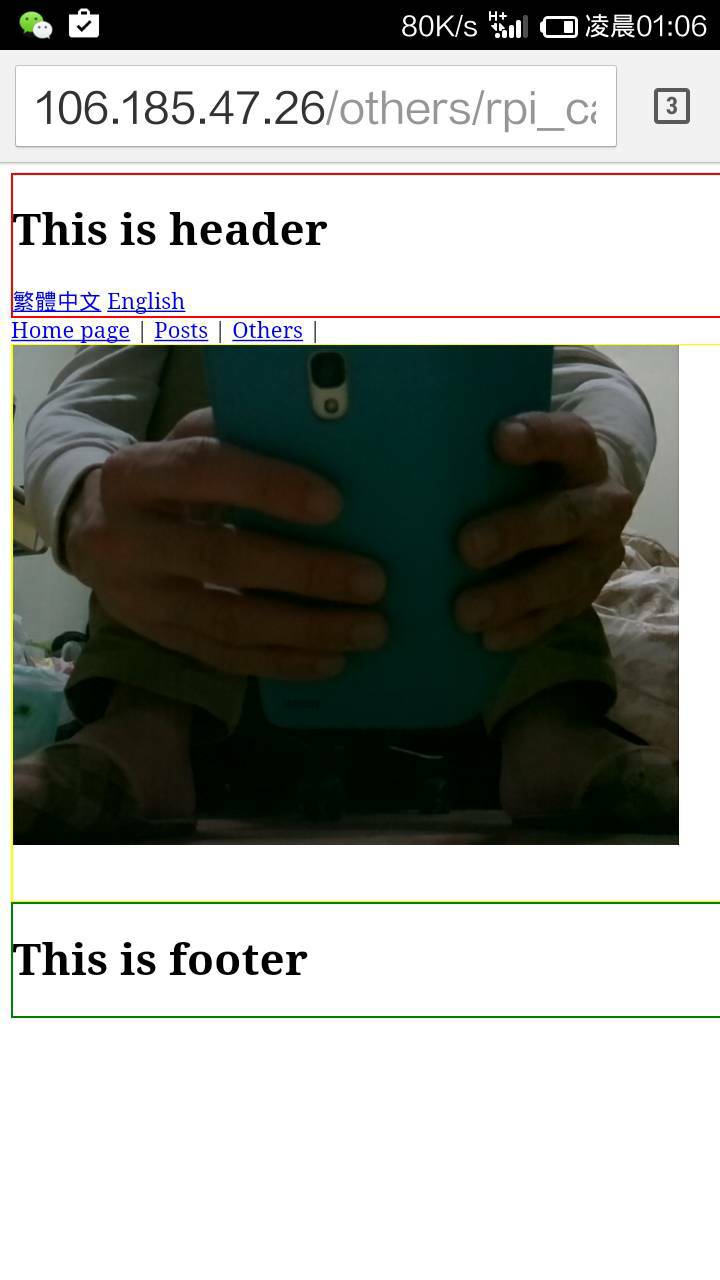 80K/s H+ 凌晨01:06
106.185.47.26/others/rpi_ca
3
This is header
繁體中文 English
Home page | Posts | Others |
This is footer